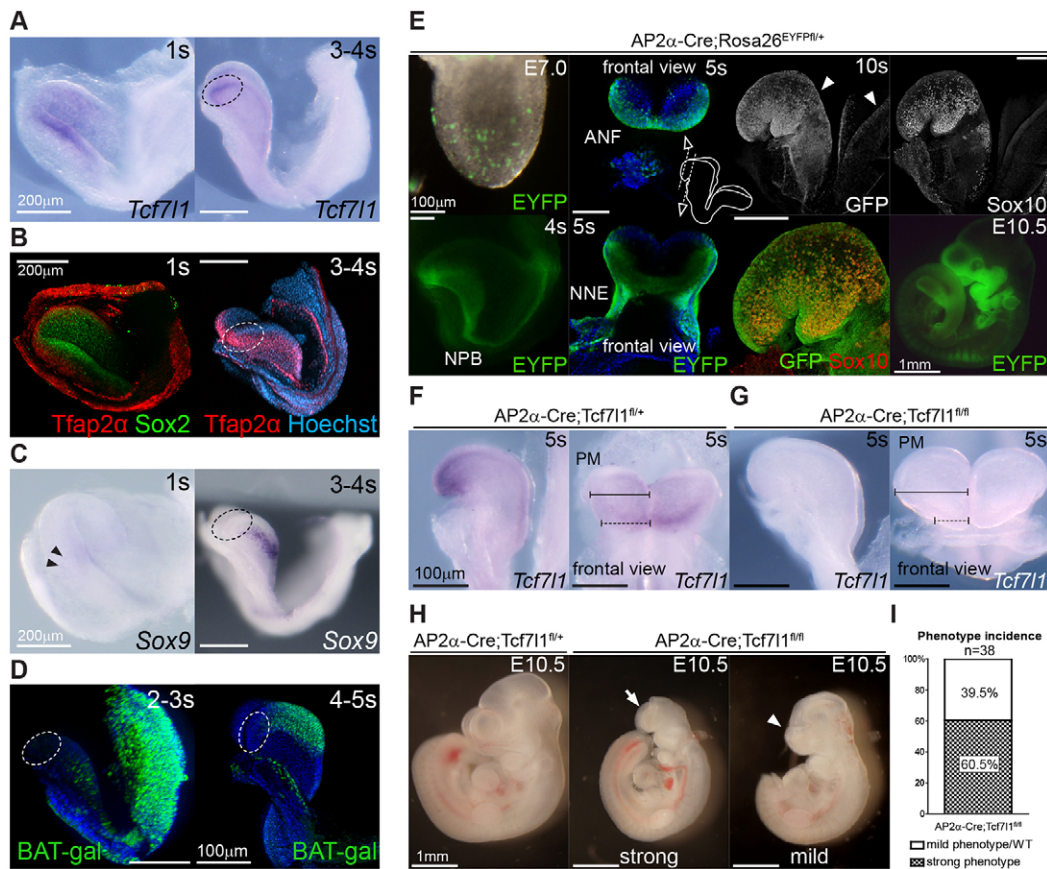 A
1s
3-4s
200μm
Tcf7l1
Tcf7l1
B
200μm
1s
3-4s
Tfap2α Sox2
Tfap2α Hoechst
C
1s
3-4s
200μm
Sox9
Sox9
D
2-3s
4-5s
BAT-gal
100μm
BAT-gal
E
AP2α-Cre;Rosa26EYFPfl/+
E7.0
100μm
EYFP
frontal view
5s
ANF
10s
GFP
Sox10
4s
NPB
EYFP
5s
NNE
frontal view
EYFP
GFP Sox10
E10.5
1mm
EYFP
F
AP2α-Cre;Tcf7l1fl/+
5s
100μm
Tcf7l1
PM
5s
frontal view
Tcf7l1
G
AP2α-Cre;Tcf7l1fl/fl
5s
Tcf7l1
PM
5s
frontal view
Tcf7l1
H
AP2α-Cre;Tcf7l1fl/+
AP2α-Cre;Tcf7l1fl/fl
E10.5
E10.5
E10.5
1mm
strong
mild
I
Phenotype incidence
n=38
100%
80
60
40
20
0
39.5%
60.5%
AP2α-Cre;Tcf7l1fl/fl
mild phenotype/WT
strong phenotype